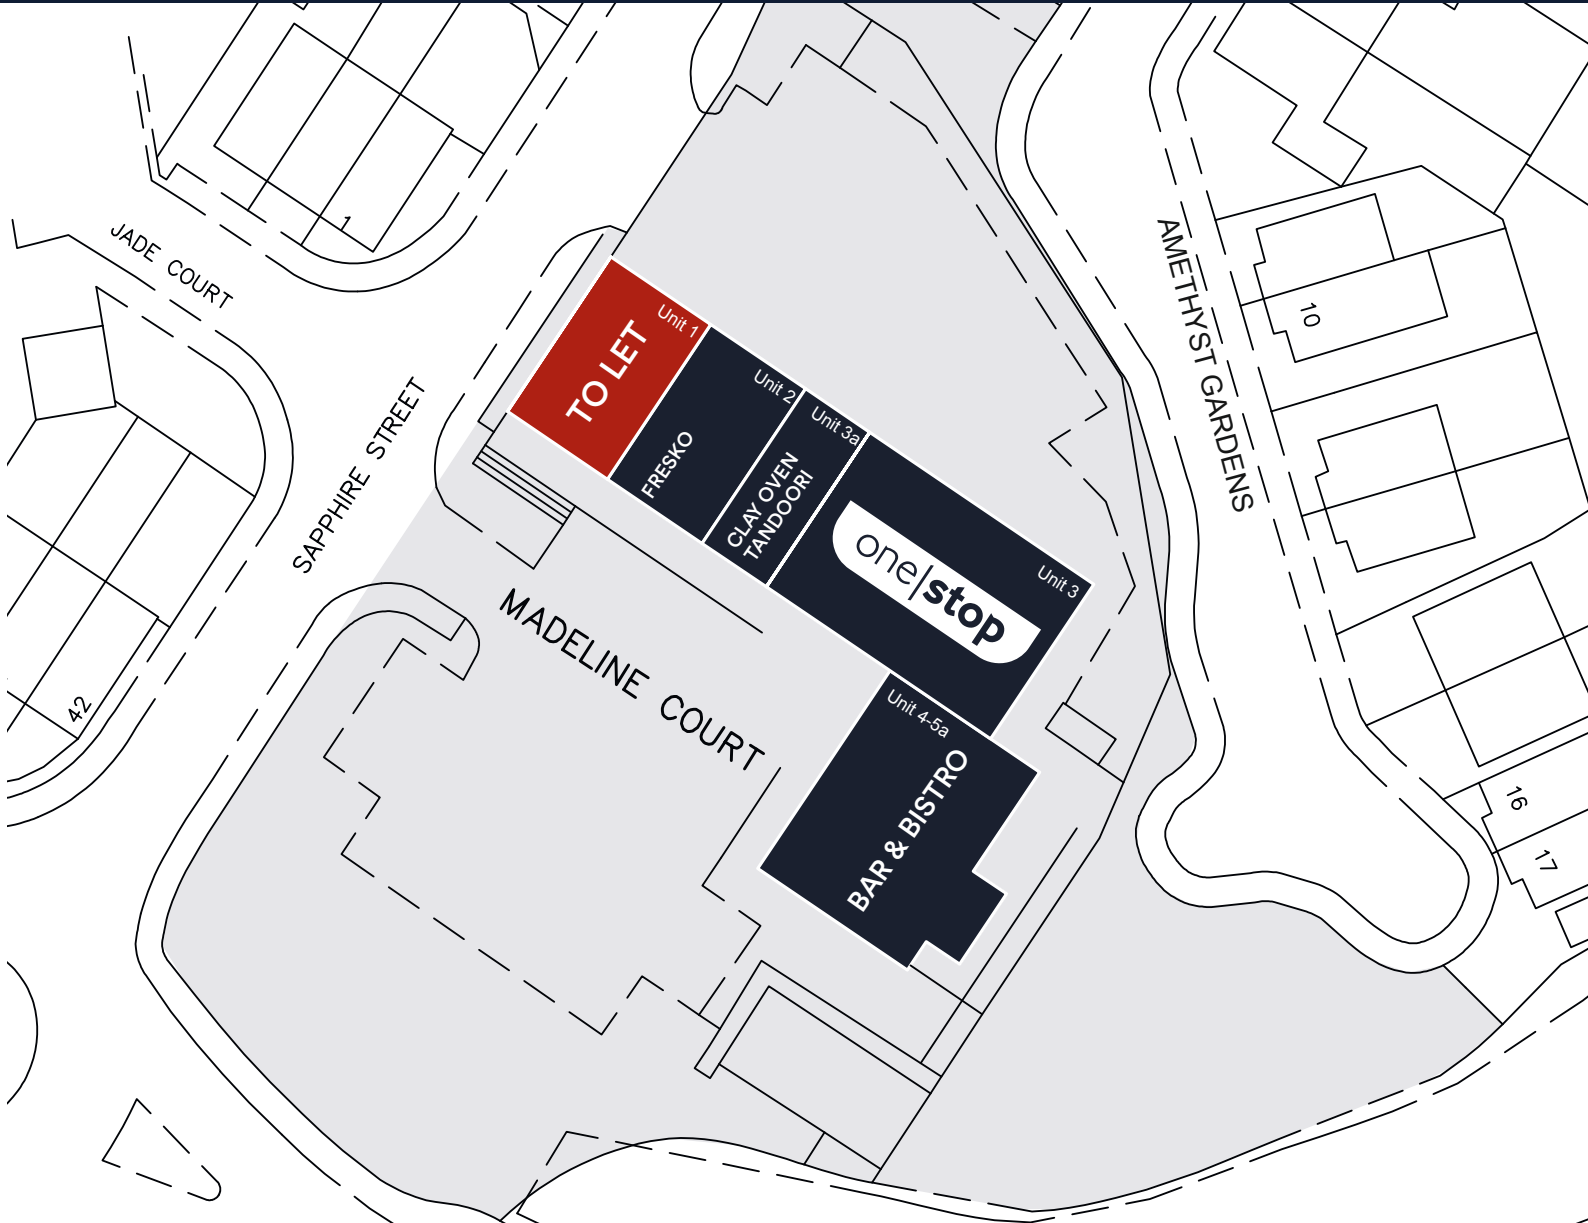 1
JADE COURT
SAPPHIRE STREET
42
Unit 1
TO LET
Unit 2
FRESKO
Unit 3a
CLAY OVEN
TANDOORI
Unit 3
one|stop
MADELINE COURT
Unit 4-5a
BAR & BISTRO
AMETHYST GARDENS
10
16
17